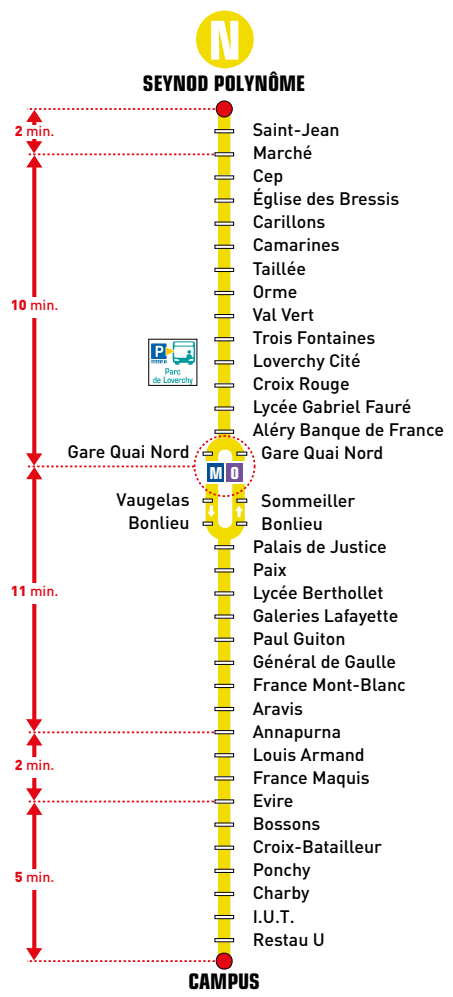 N
SEYNOD POLYNÔME
2 min.
Saint-Jean
Marché
Cep
Église des Bressis
Carillons
Camarines
Taillée
Orme
10 min.
Val Vert
Trois Fontaines
P
Parc
de Loverchy
Loverchy Cité
Croix Rouge
Lycée Gabriel Fauré
Aléry Banque de France
Gare Quai Nord
Gare Quai Nord
M O
Vaugelas
Sommeiller
Bonlieu
Bonlieu
Palais de Justice
Paix
11 min.
Lycée Berthollet
Galeries Lafayette
Paul Guiton
Général de Gaulle
France Mont-Blanc
Aravis
Annapurna
Louis Armand
2 min.
France Maquis
Evire
Bossons
Croix-Batailleur
Ponchy
5 min.
Charby
I.U.T.
Restau U
CAMPUS